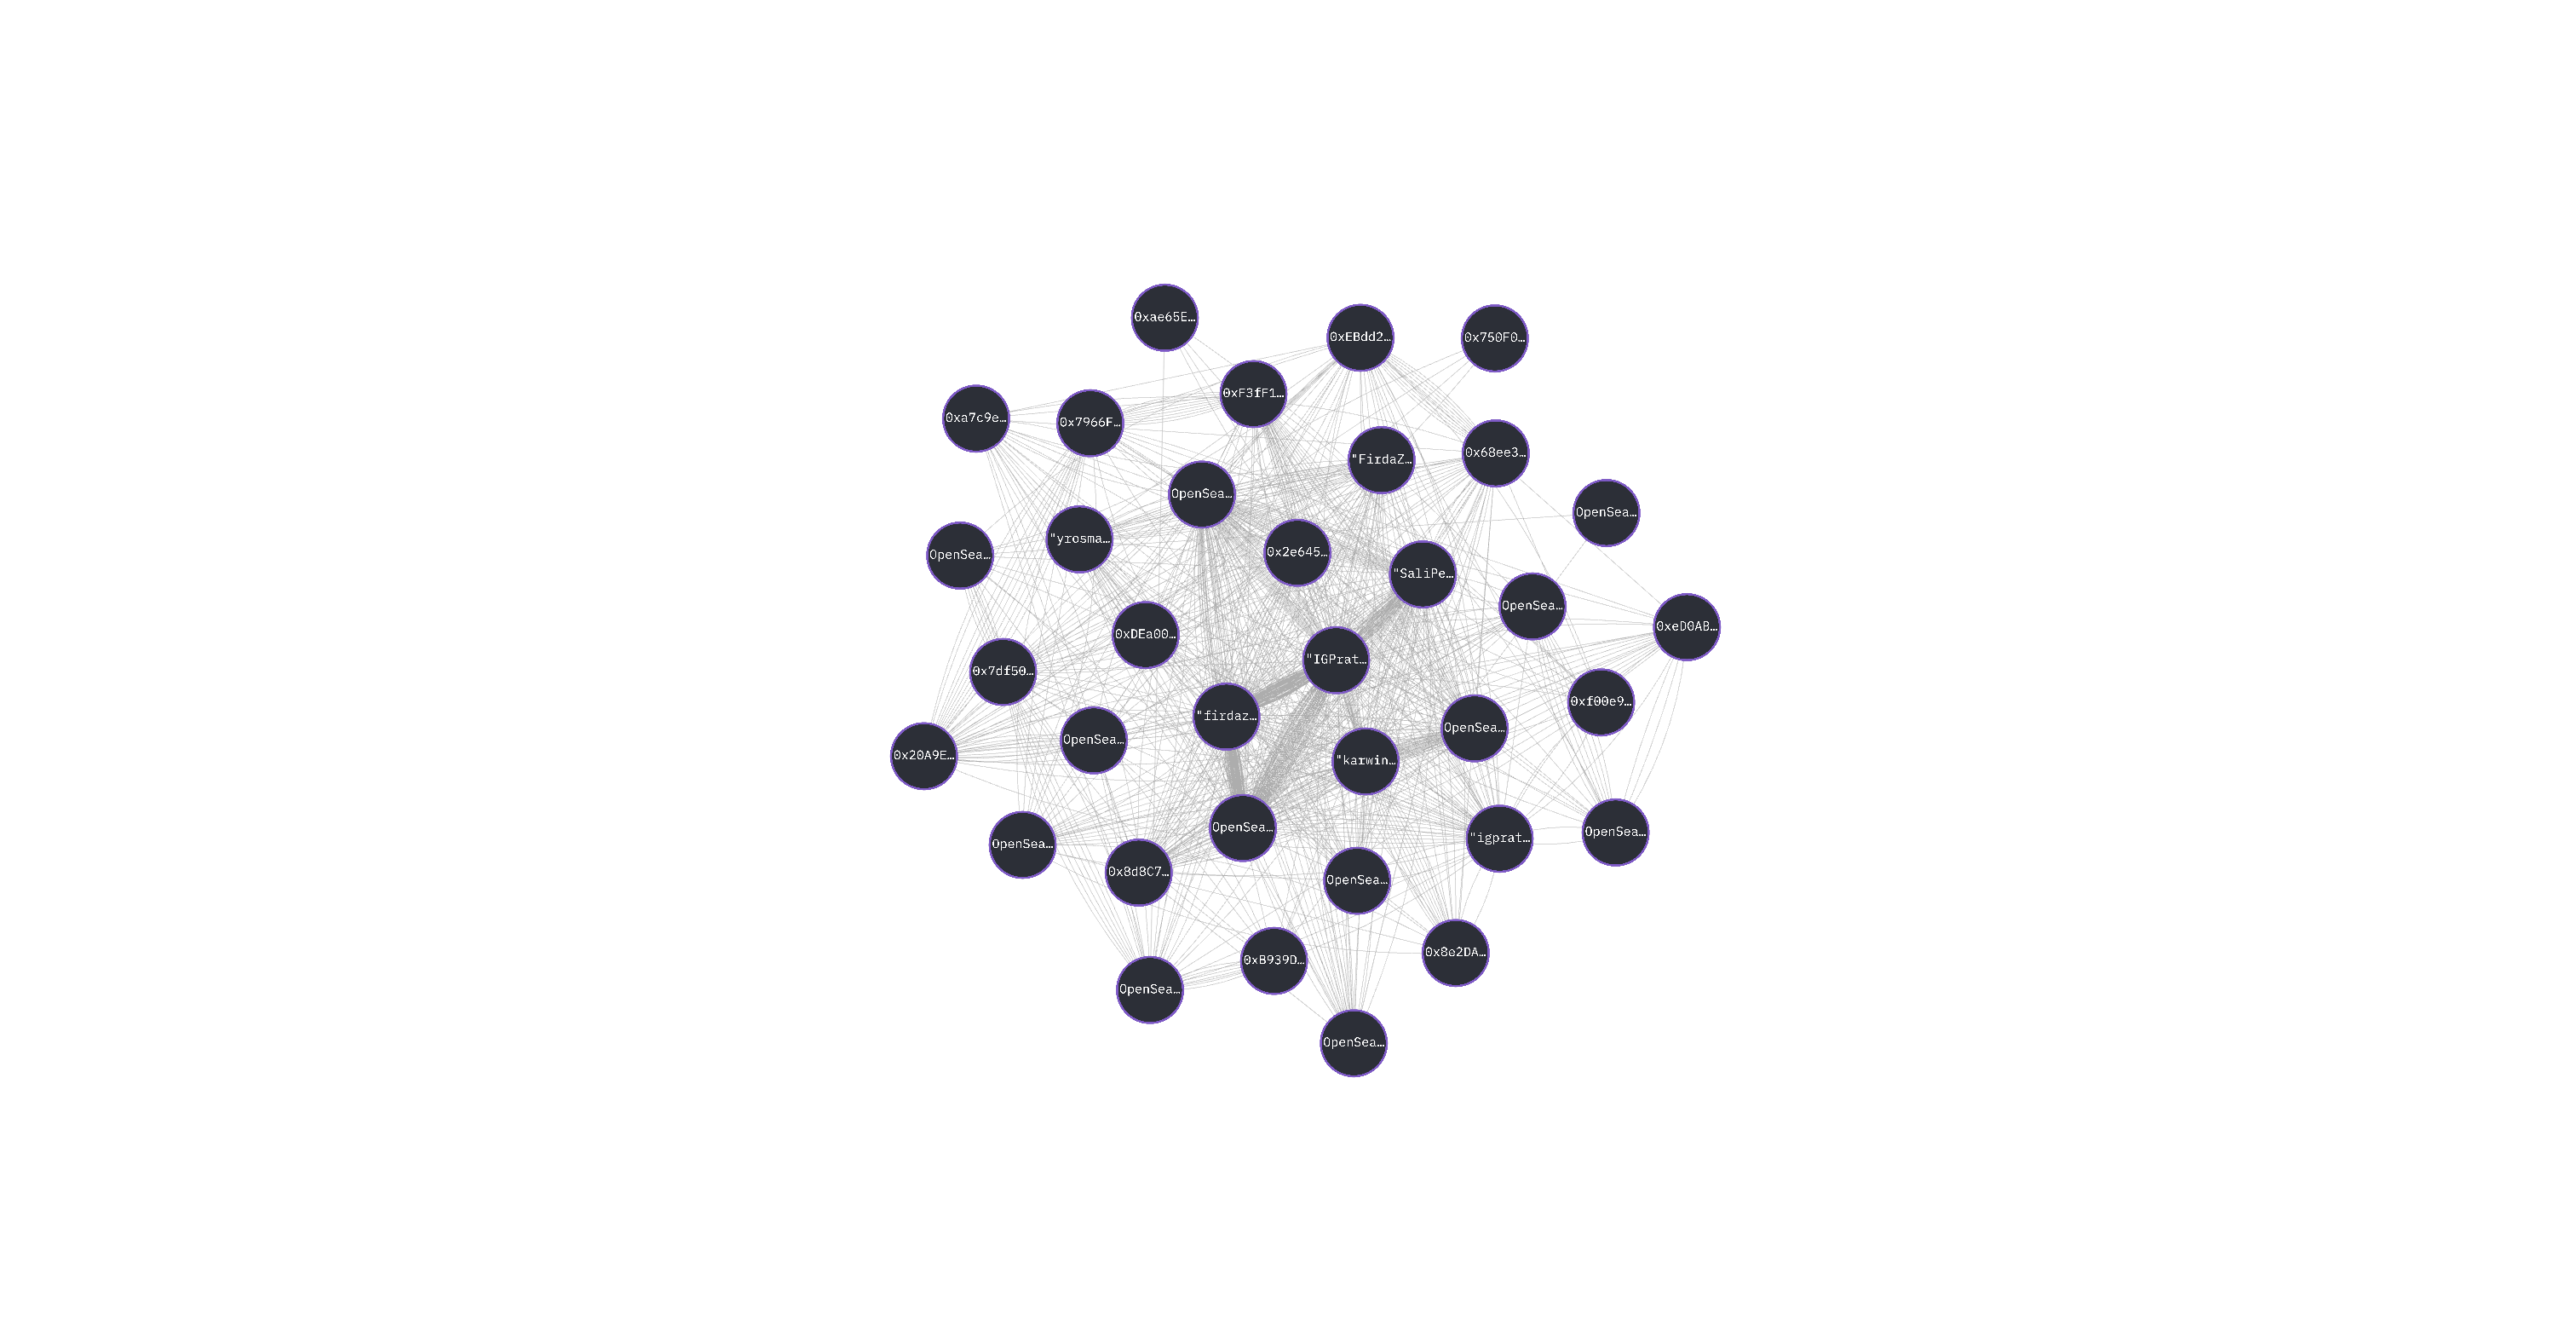 0xae65E…
0xEBdd2…
0x750F0…
0xF3fF1…
0xa7c9e…
0x7966F…
0x68ee3…
"FirdaZ…
OpenSea…
OpenSea…
"yrosma…
0x2e645…
OpenSea…
"SaliPe…
OpenSea…
0xeD0AB…
0xDEa00…
"IGPrat…
0x7df50…
0xf00e9…
"firdaz…
OpenSea…
OpenSea…
0x20A9E…
"karwin…
OpenSea…
OpenSea…
"igprat…
OpenSea…
0x8d8C7…
OpenSea…
0x8e2DA…
0xB939D…
OpenSea…
OpenSea…